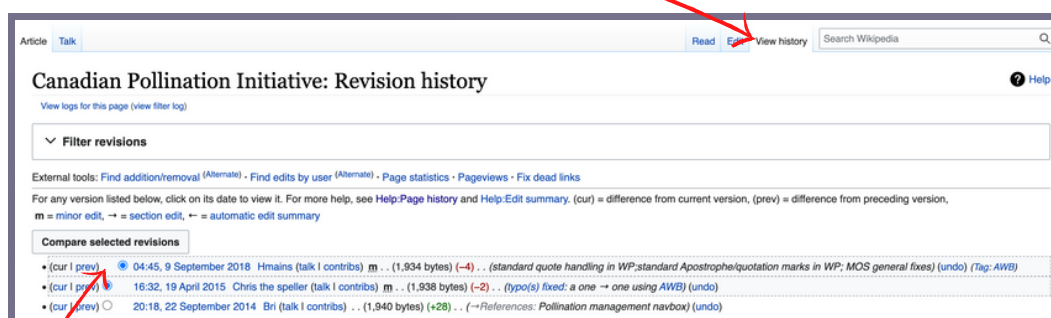 Article Talk Read Edit View history Search Wikipedia
Canadian Pollination Initiative: Revision history Help
View logs for this page (view filter log)
Filter revisions
External tools: Find addition/removal (Alternate) · Find edits by user (Alternate) · Page statistics · Pageviews · Fix dead links
For any version listed below, click on its date to view it. For more help, see Help:Page history and Help:Edit summary. (cur) = difference from current version, (prev) = difference from preceding version,
m = minor edit, → = section edit, ← = automatic edit summary
Compare selected revisions
• (cur | prev) 04:45, 9 September 2018 Hmains (talk | contribs) m . . (1,934 bytes) (−4) . . (standard quote handling in WP;standard Apostrophe/quotation marks in WP; MOS general fixes) (undo) (Tag: AWB)
• (cur | prev) 16:32, 19 April 2015 Chris the speller (talk | contribs) m . . (1,938 bytes) (−2) . . (typo(s) fixed: a one → one using AWB) (undo)
• (cur | prev) 20:18, 22 September 2014 Bri (talk | contribs) . . (1,940 bytes) (+28) . . (→References: Pollination management navbox) (undo)